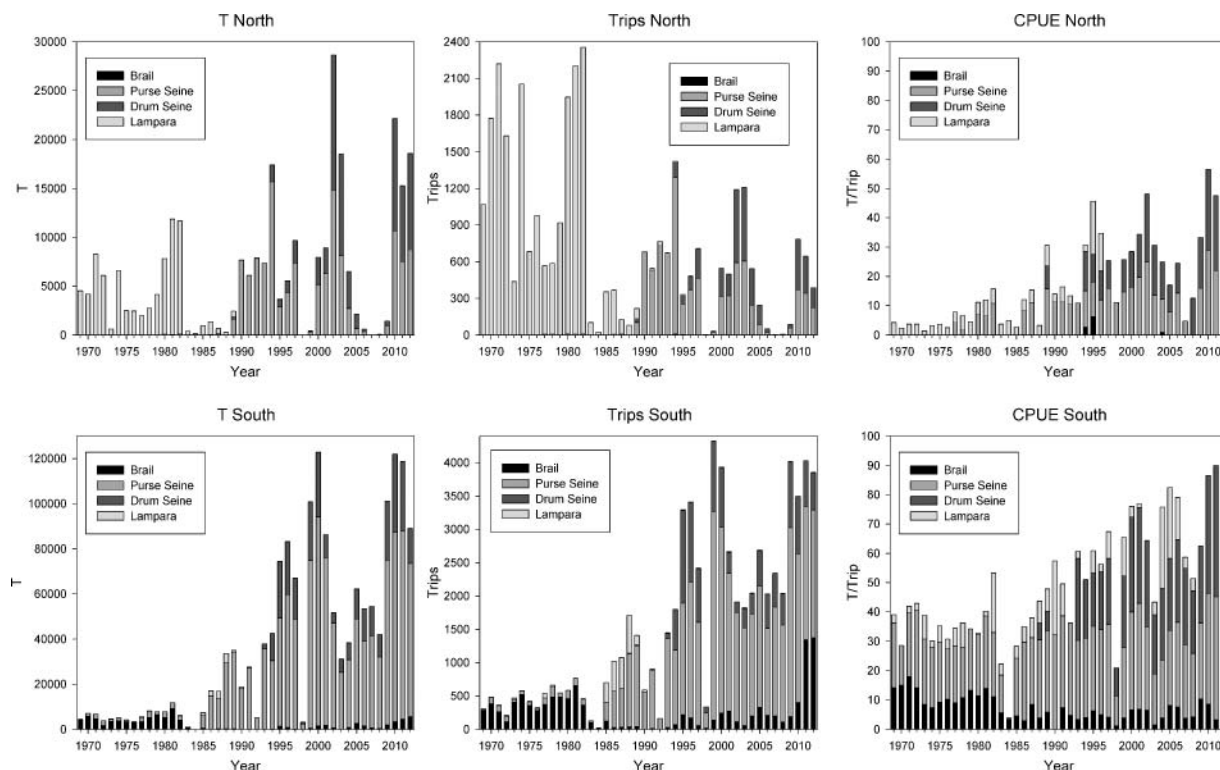 T North
30000
25000
20000
15000
10000
5000
0
T
Brail
Purse Seine
Drum Seine
Lampara
1970 1975 1980 1985 1990 1995 2000 2005 2010
Year
Trips North
2400
2100
1800
1500
1200
900
600
300
0
Trips
Brail
Purse Seine
Drum Seine
Lampara
1970 1975 1980 1985 1990 1995 2000 2005 2010
Year
CPUE North
100
90
80
70
60
50
40
30
20
10
0
T/Trip
Brail
Purse Seine
Drum Seine
Lampara
1970 1975 1980 1985 1990 1995 2000 2005 2010
Year
T South
120000
100000
80000
60000
40000
20000
0
T
Brail
Purse Seine
Drum Seine
Lampara
1970 1975 1980 1985 1990 1995 2000 2005 2010
Year
Trips South
4000
3500
3000
2500
2000
1500
1000
500
0
Trips
Brail
Purse Seine
Drum Seine
Lampara
1970 1975 1980 1985 1990 1995 2000 2005 2010
Year
CPUE South
100
90
80
70
60
50
40
30
20
10
0
T/Trip
Brail
Purse Seine
Drum Seine
Lampara
1970 1975 1980 1985 1990 1995 2000 2005 2010
Year